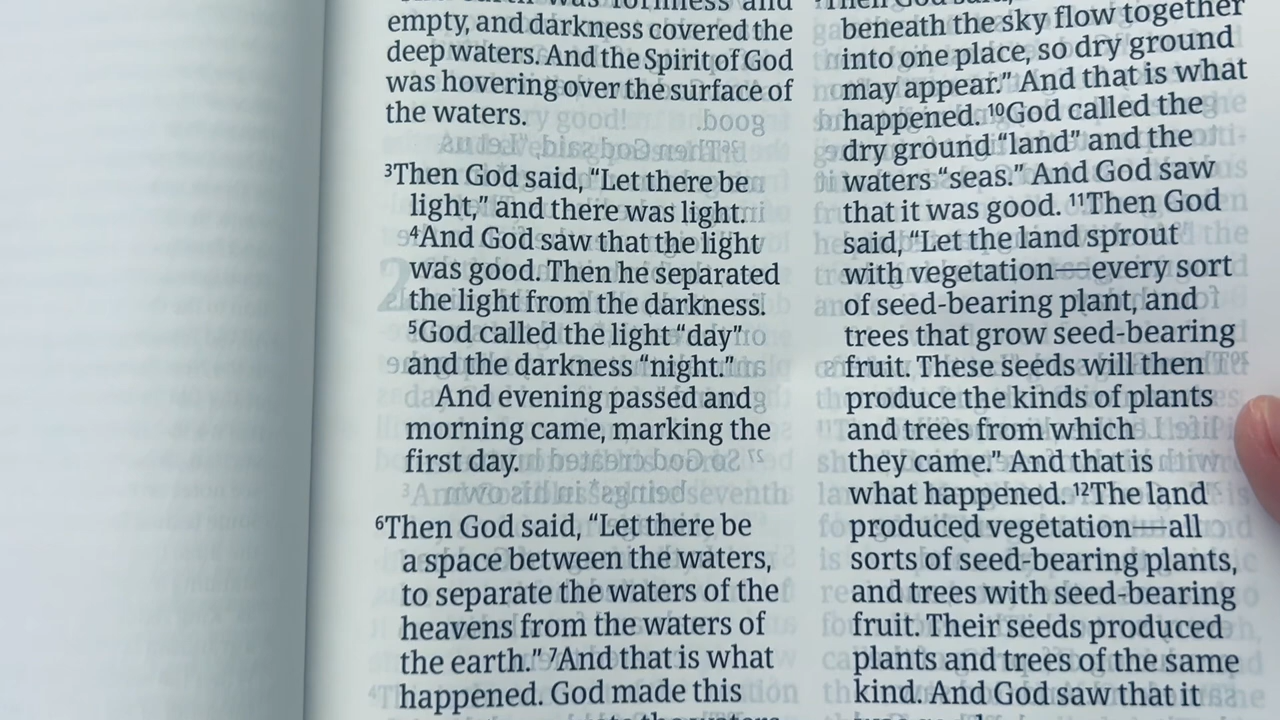 empty, and darkness covered the
deep waters. And the Spirit of God
was hovering over the surface of
the waters.
³Then God said, “Let there be
light,” and there was light.
⁴And God saw that the light
was good. Then he separated
the light from the darkness.
⁵God called the light “day”
and the darkness “night.”
And evening passed and
morning came, marking the
first day.
⁶Then God said, “Let there be
a space between the waters,
to separate the waters of the
heavens from the waters of
the earth.” ⁷And that is what
happened. God made this
beneath the sky flow together
into one place, so dry ground
may appear.” And that is what
happened. ¹⁰God called the
dry ground “land” and the
waters “seas.” And God saw
that it was good. ¹¹Then God
said, “Let the land sprout
with vegetation—every sort
of seed-bearing plant, and
trees that grow seed-bearing
fruit. These seeds will then
produce the kinds of plants
and trees from which
they came.” And that is
what happened. ¹²The land
produced vegetation—all
sorts of seed-bearing plants,
and trees with seed-bearing
fruit. Their seeds produced
plants and trees of the same
kind. And God saw that it